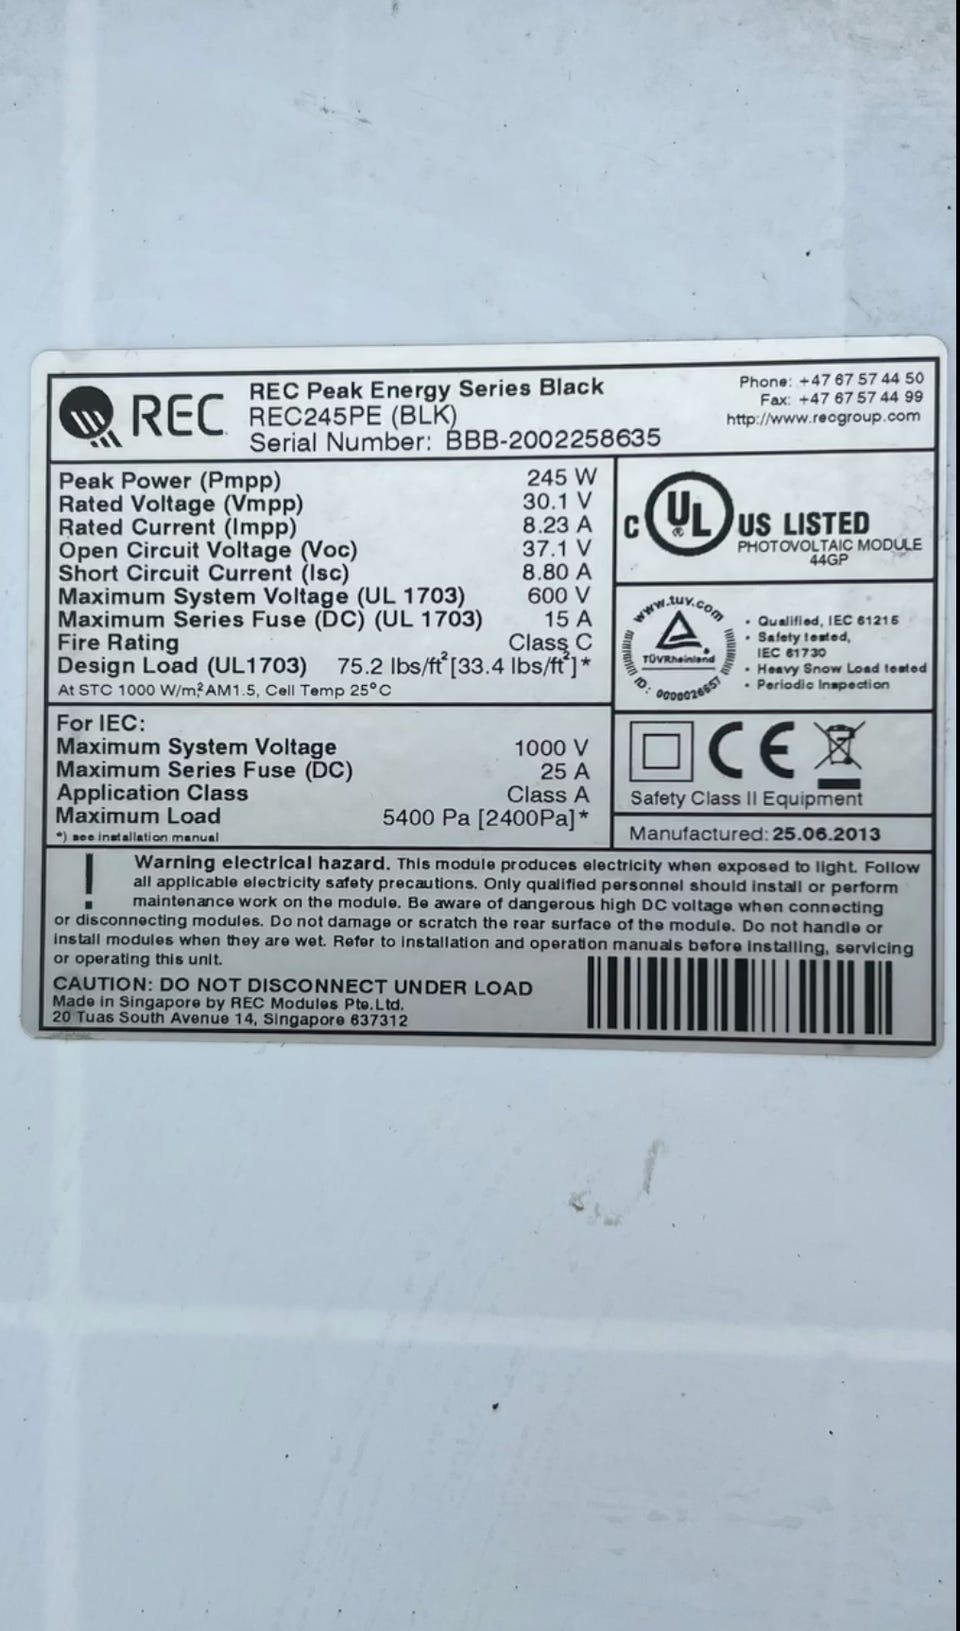 REC
REC Peak Energy Series Black
REC245PE (BLK)
Serial Number: BBB-2002258635
Phone: +47 67 57 44 50
Fax: +47 67 57 44 99
http://www.recgroup.com
Peak Power (Pmpp) 245 W
Rated Voltage (Vmpp) 30.1 V
Rated Current (Impp) 8.23 A
Open Circuit Voltage (Voc) 37.1 V
Short Circuit Current (Isc) 8.80 A
Maximum System Voltage (UL 1703) 600 V
Maximum Series Fuse (DC) (UL 1703) 15 A
Fire Rating Class C
Design Load (UL1703) 75.2 lbs/ft² [33.4 lbs/ft²]*
At STC 1000 W/m², AM1.5, Cell Temp 25°C
C UL ® US LISTED
PHOTOVOLTAIC MODULE
44GP
www.tuv.com
TÜVRheinland
ID: 0000026657
• Qualified, IEC 61215
• Safety tested,
IEC 61730
• Heavy Snow Load tested
• Periodic Inspection
For IEC:
Maximum System Voltage 1000 V
Maximum Series Fuse (DC) 25 A
Application Class Class A
Maximum Load 5400 Pa [2400Pa]*
*) see installation manual
CE
Safety Class II Equipment
Manufactured: 25.06.2013
! Warning electrical hazard. This module produces electricity when exposed to light. Follow
all applicable electricity safety precautions. Only qualified personnel should install or perform
maintenance work on the module. Be aware of dangerous high DC voltage when connecting
or disconnecting modules. Do not damage or scratch the rear surface of the module. Do not handle or
install modules when they are wet. Refer to installation and operation manuals before installing, servicing
or operating this unit.
CAUTION: DO NOT DISCONNECT UNDER LOAD
Made in Singapore by REC Modules Pte.Ltd.
20 Tuas South Avenue 14, Singapore 637312